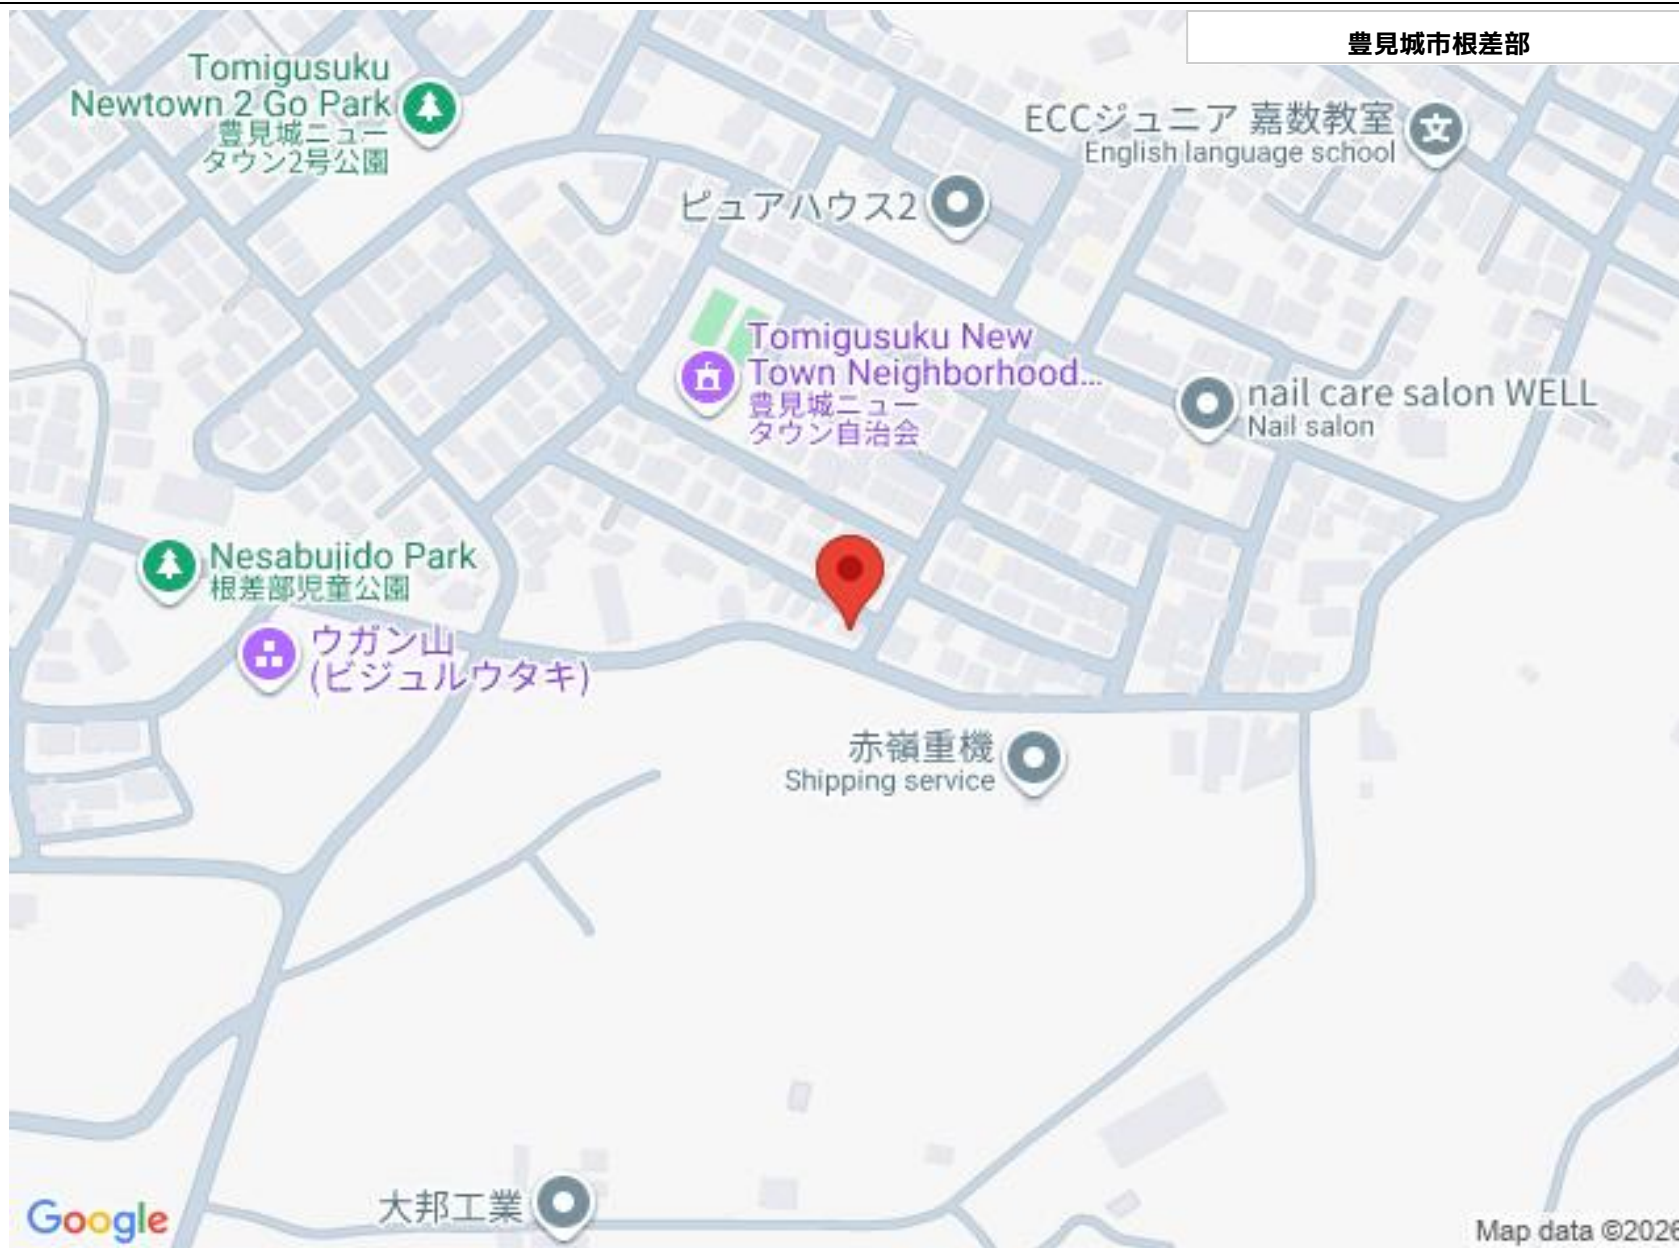 豊見城市根差部
Tomigusuku
Newtown 2 Go Park
豊見城ニュー
タウン2号公園
ECCジュニア 嘉数教室
English language school
ピュアハウス2
Tomigusuku New
Town Neighborhood...
豊見城ニュー
タウン自治会
nail care salon WELL
Nail salon
Nesabujido Park
根差部児童公園
ウガン山
(ビジュルウタキ)
赤嶺重機
Shipping service
大邦工業
Google
Map data ©2026